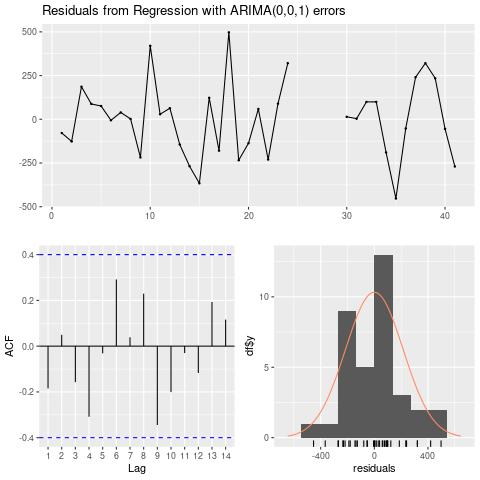 Residuals from Regression with ARIMA(0,0,1) errors
500
250
0
-250
-500
0 10 20 30 40
0.4
0.2
0.0
-0.2
-0.4
ACF
1 2 3 4 5 6 7 8 9 10 11 12 13 14
Lag
10
5
0
df$y
-400 0 400
residuals